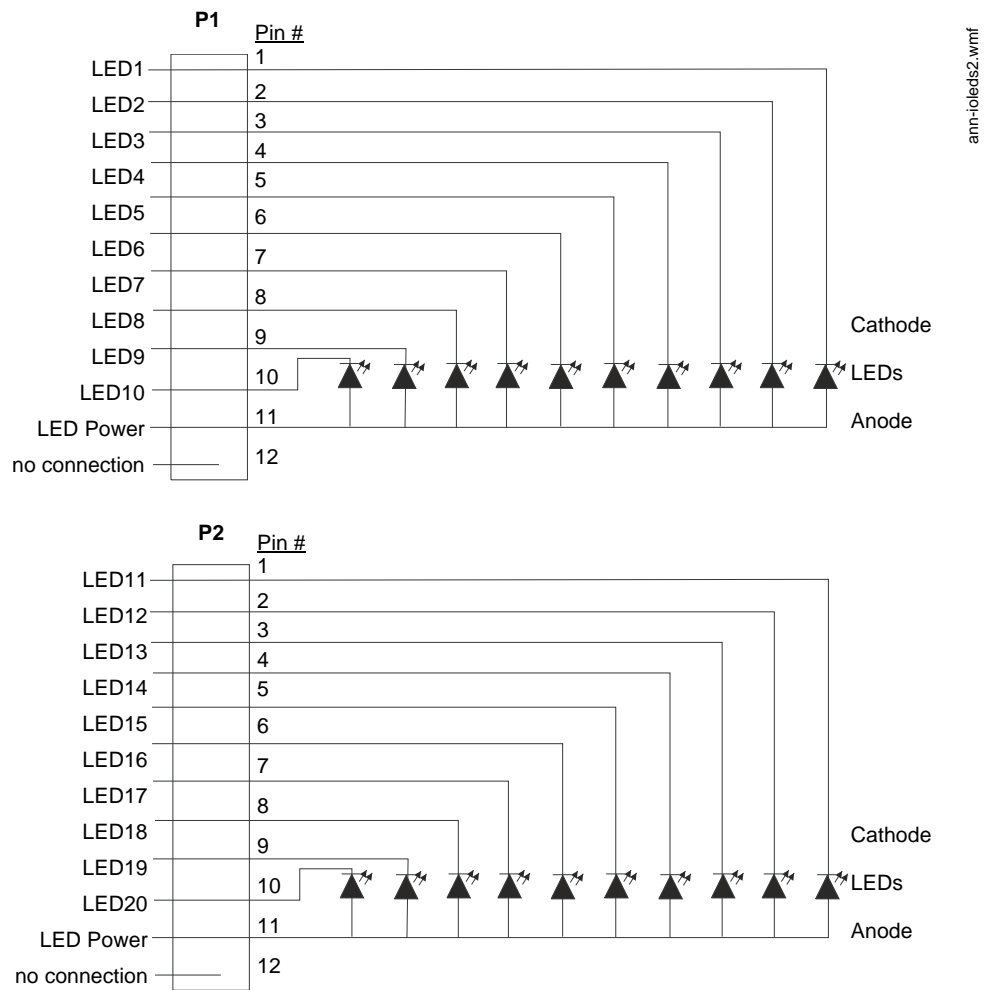 P1
Pin #
LED1
1
LED2
2
LED3
3
LED4
4
LED5
5
LED6
6
LED7
7
LED8
8
LED9
9
LED10
10
LED Power
11
no connection
12
Cathode
LEDs
Anode
ann-ioleds2.wmf
P2
Pin #
LED11
1
LED12
2
LED13
3
LED14
4
LED15
5
LED16
6
LED17
7
LED18
8
LED19
9
LED20
10
LED Power
11
no connection
12
Cathode
LEDs
Anode